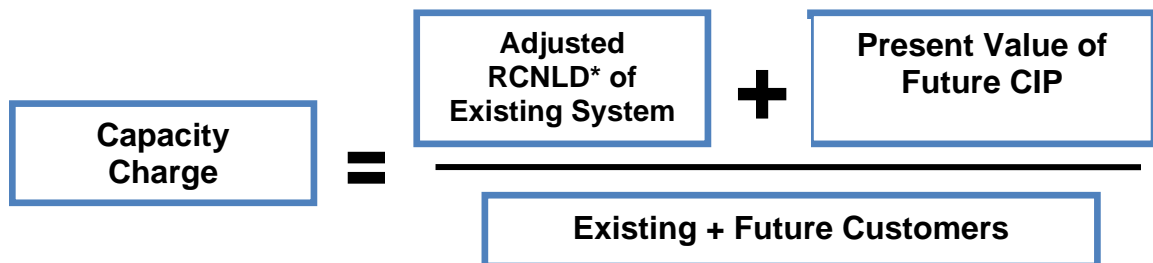 Adjusted
RCNLD* of
Existing System
+
Present Value of
Future CIP
Capacity
Charge
=
Existing + Future Customers